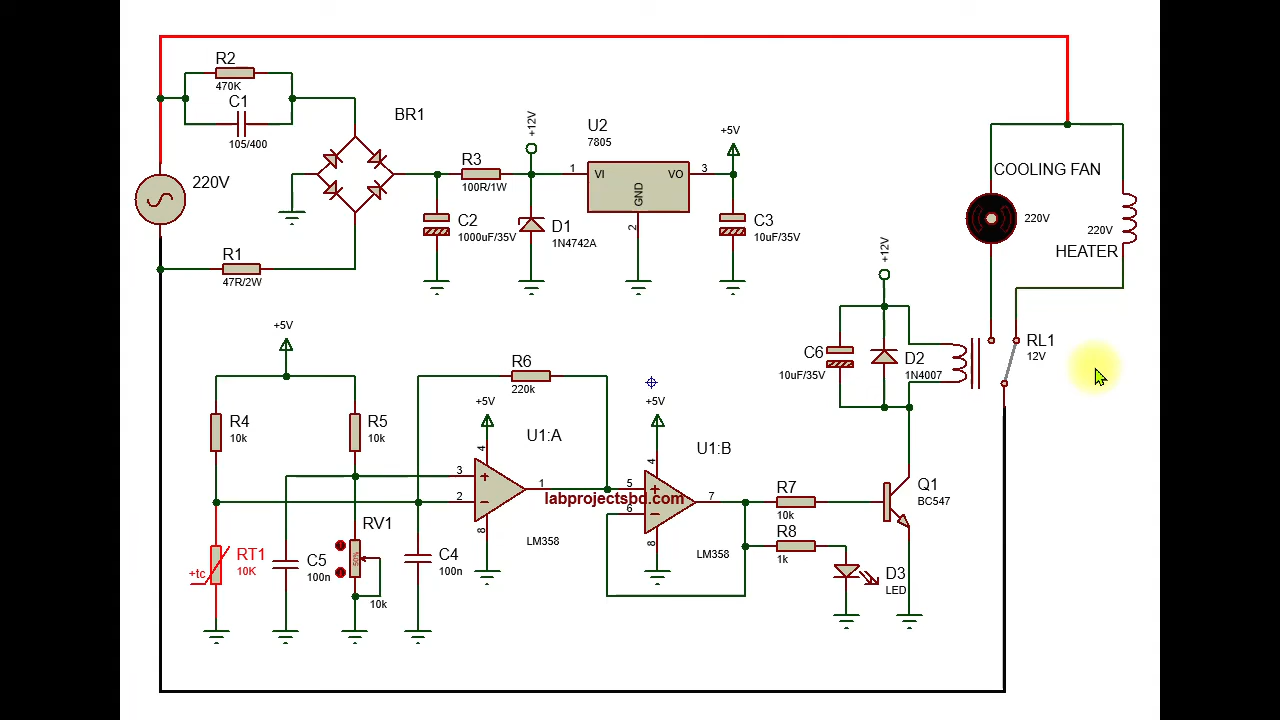 R2
470K
C1
105/400
BR1
220V
R1
47R/2W
R3
100R/1W
C2
1000uF/35V
+12V
D1
1N4742A
U2
7805
1
VI
VO
3
GND
2
+5V
C3
10uF/35V
COOLING FAN
220V
220V
HEATER
+12V
C6
10uF/35V
D2
1N4007
RL1
12V
+5V
R4
10k
R5
10k
R6
220k
+5V
U1:A
4
3
+
2
−
1
8
LM358
+5V
U1:B
4
5
+
6
−
7
8
LM358
labprojectsbd.com
R7
10k
R8
1k
Q1
BC547
D3
LED
RT1
10K
+tc
C5
100n
RV1
50%
10k
C4
100n